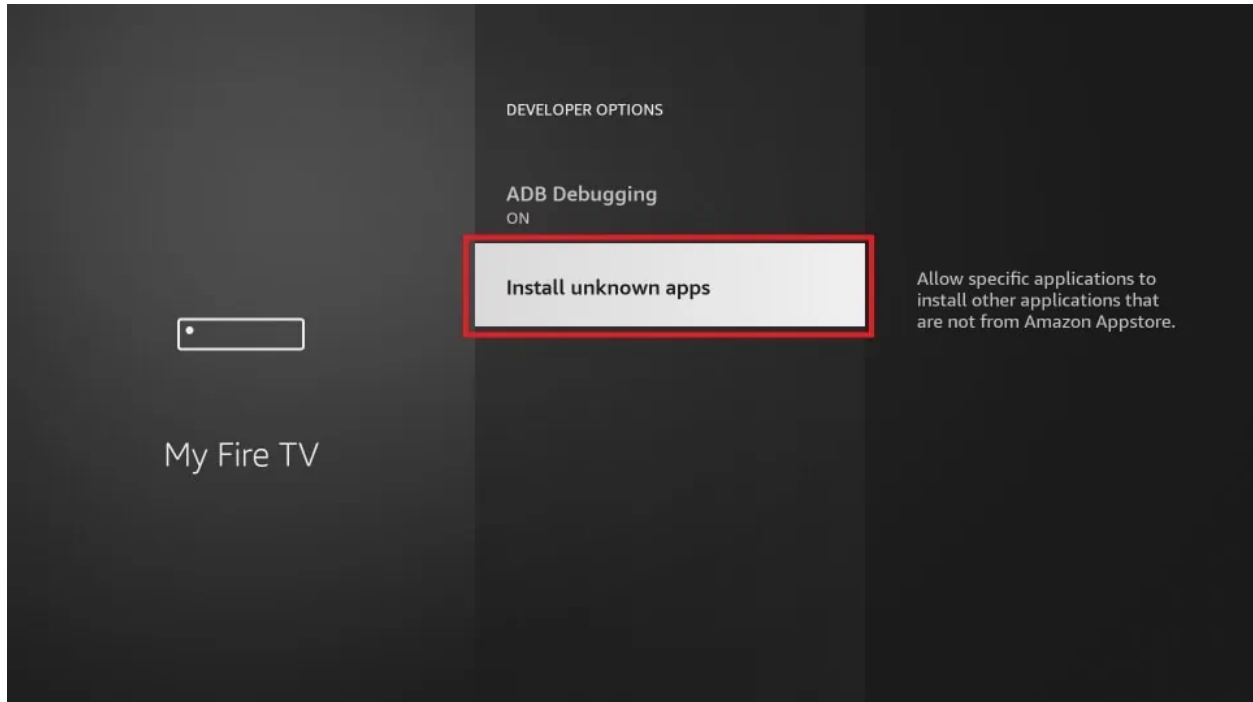 DEVELOPER OPTIONS
ADB Debugging
ON
Install unknown apps
Allow specific applications to
install other applications that
are not from Amazon Appstore.
My Fire TV